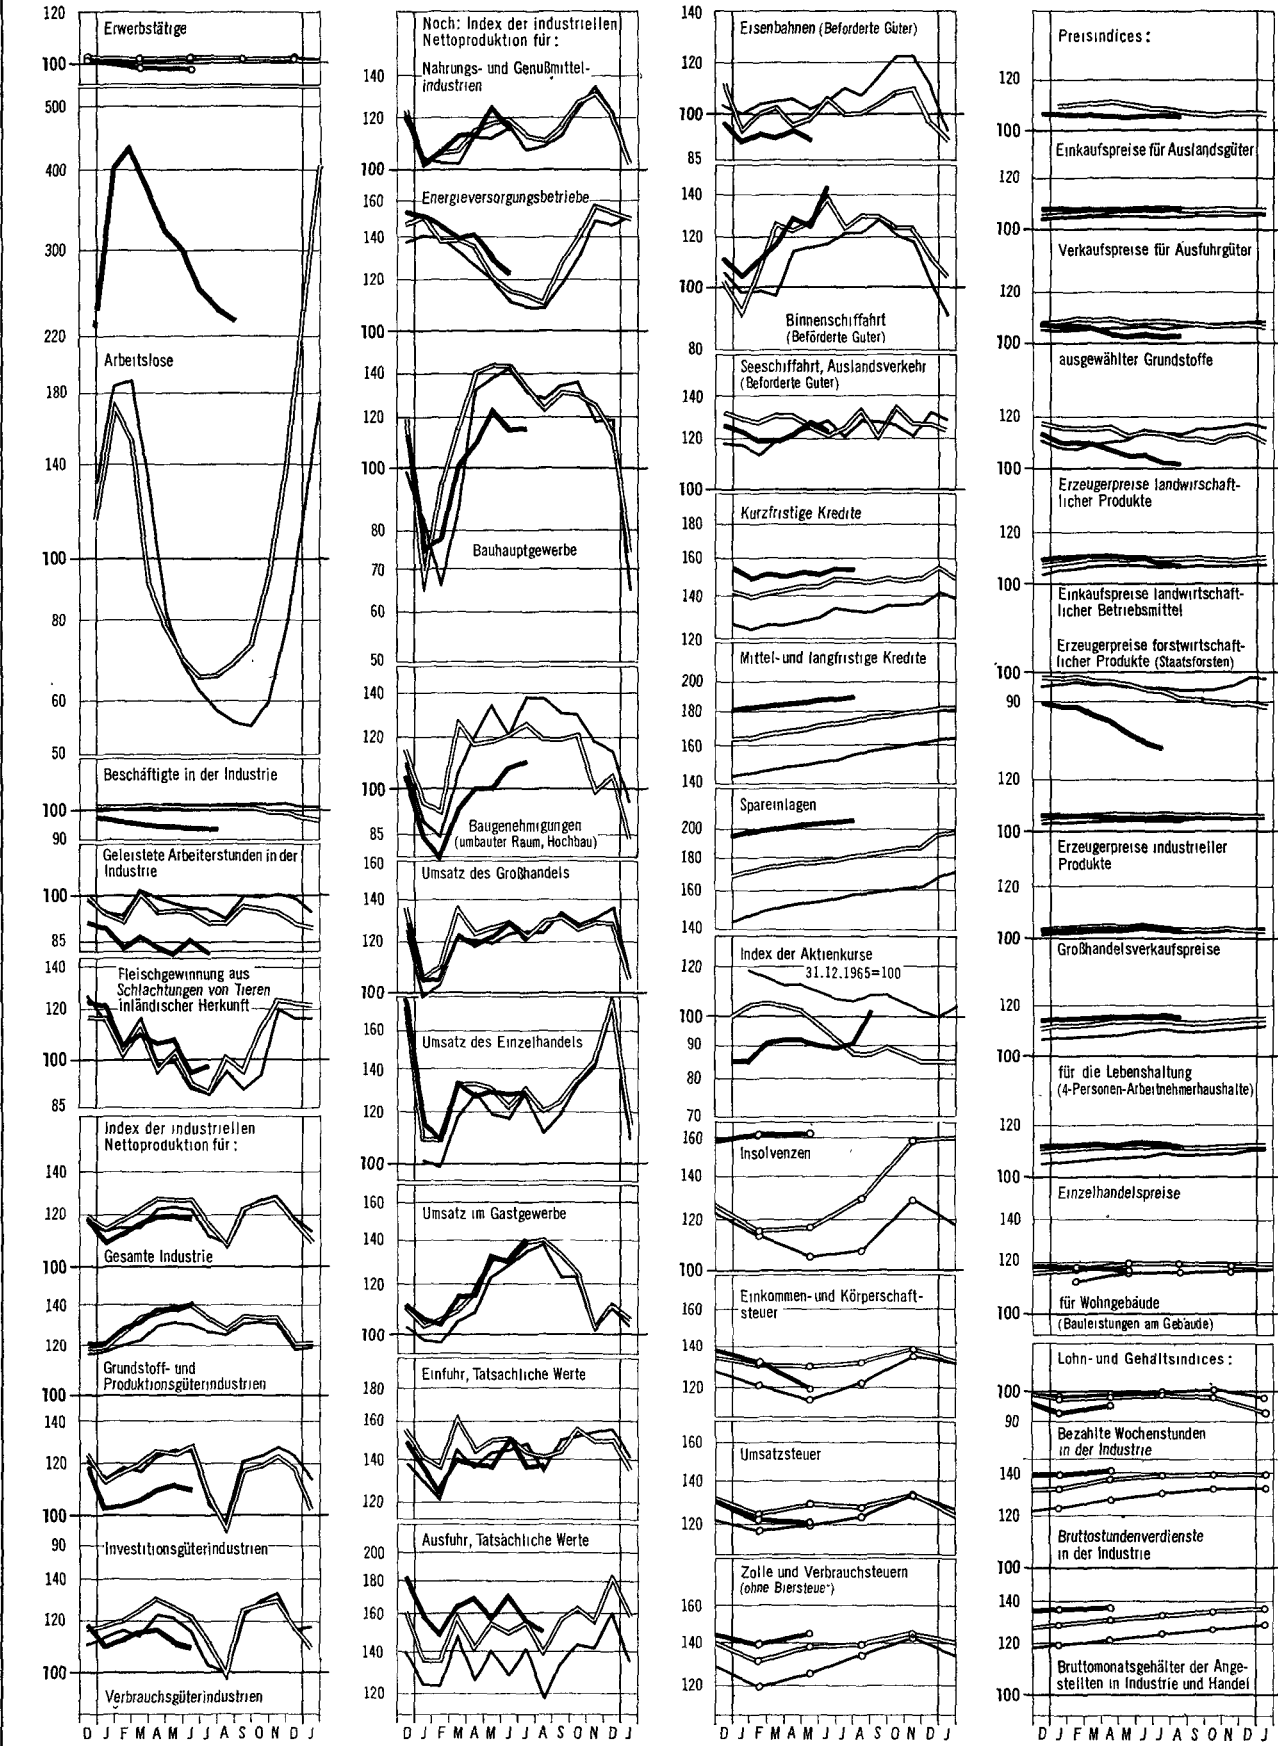 120
Erwerbstätige
100
500
400
300
220
Arbeitslose
180
140
100
80
60
50
Beschäftigte in der Industrie
100
90
Geleistete Arbeiterstunden in der
Industrie
100
85
140
Fleischgewinnung aus
Schlachtungen von Tieren
120
inländischer Herkunft
100
85
Index der industriellen
Nettoproduktion für:
140
120
Gesamte Industrie
100
140
120
Grundstoff- und
Produktionsgüterindustrien
100
140
120
100
90
Investitionsgüterindustrien
140
120
100
Verbrauchsgüterindustrien
D J F M A M J J A S O N D J
Noch: Index der industriellen
Nettoproduktion für:
Nahrungs- und Genußmittel-
industrien
140
120
100
Energieversorgungsbetriebe
160
140
120
100
140
120
100
80
Bauhauptgewerbe
70
60
50
140
120
100
85
Baugenehmigungen
(umbauter Raum, Hochbau)
160
Umsatz des Großhandels
140
120
100
160
Umsatz des Einzelhandels
140
120
100
160
Umsatz im Gastgewerbe
140
120
100
Einfuhr, Tatsächliche Werte
180
160
140
120
Ausfuhr, Tatsächliche Werte
200
180
160
140
120
D J F M A M J J A S O N D J
140
Eisenbahnen (Beförderte Güter)
120
100
85
140
120
100
Binnenschiffahrt
(Beförderte Güter)
80
Seeschiffahrt, Auslandsverkehr
(Beförderte Güter)
140
120
100
Kurzfristige Kredite
180
160
140
120
Mittel- und langfristige Kredite
200
180
160
140
Spareinlagen
200
180
160
140
Index der Aktienkurse
31.12.1965=100
120
100
90
80
70
160
Insolvenzen
140
120
100
Einkommen- und Körperschaft-
steuer
160
140
120
160
Umsatzsteuer
140
120
Zölle und Verbrauchsteuern
(ohne Biersteuer)
160
140
120
D J F M A M J J A S O N D J
Preisindices:
120
100
Einkaufspreise für Auslandsgüter
120
100
Verkaufspreise für Ausfuhrgüter
120
100
ausgewählter Grundstoffe
120
100
Erzeugerpreise landwirschaft-
licher Produkte
120
100
Einkaufspreise landwirtschaft-
licher Betriebsmittel
Erzeugerpreise forstwirtschaft-
licher Produkte (Staatsforsten)
100
90
120
100
Erzeugerpreise industrieller
Produkte
120
100
Großhandelsverkaufspreise
120
100
für die Lebenshaltung
(4-Personen-Arbeitnehmerhaushalte)
120
100
Einzelhandelspreise
140
120
für Wohngebäude
100
(Bauleistungen am Gebäude)
Lohn- und Gehaltsindices:
100
90
Bezahlte Wochenstunden
in der Industrie
140
120
Bruttostundenverdienste
in der Industrie
100
140
120
Bruttomonatsgehälter der Ange-
stellten in Industrie und Handel
100
D J F M A M J J A S O N D J